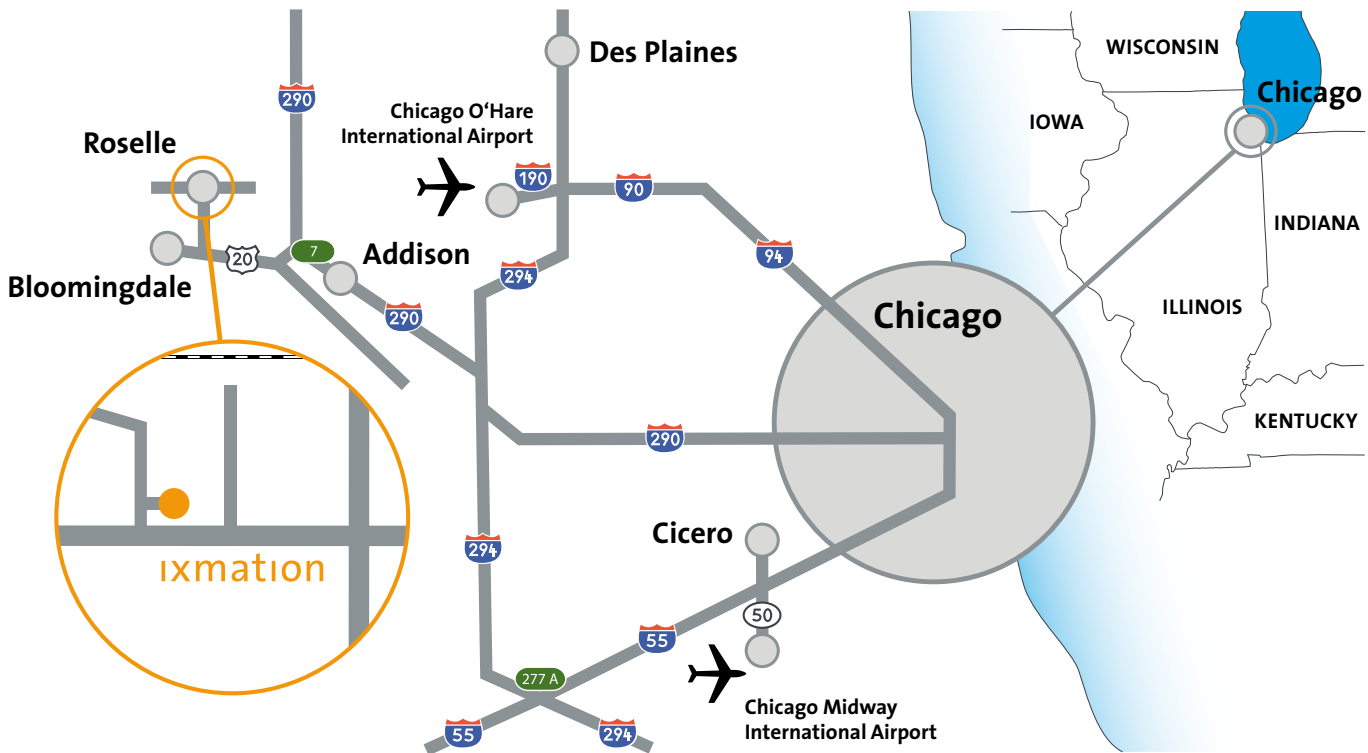 WISCONSIN
Des Plaines
Chicago
290
Chicago O‘Hare
International Airport
IOWA
Roselle
190
90
INDIANA
7
20
Addison
94
294
Bloomingdale
290
Chicago
ILLINOIS
KENTUCKY
290
Cicero
294
ıxmatıon
50
55
277 A
Chicago Midway
International Airport
55
294